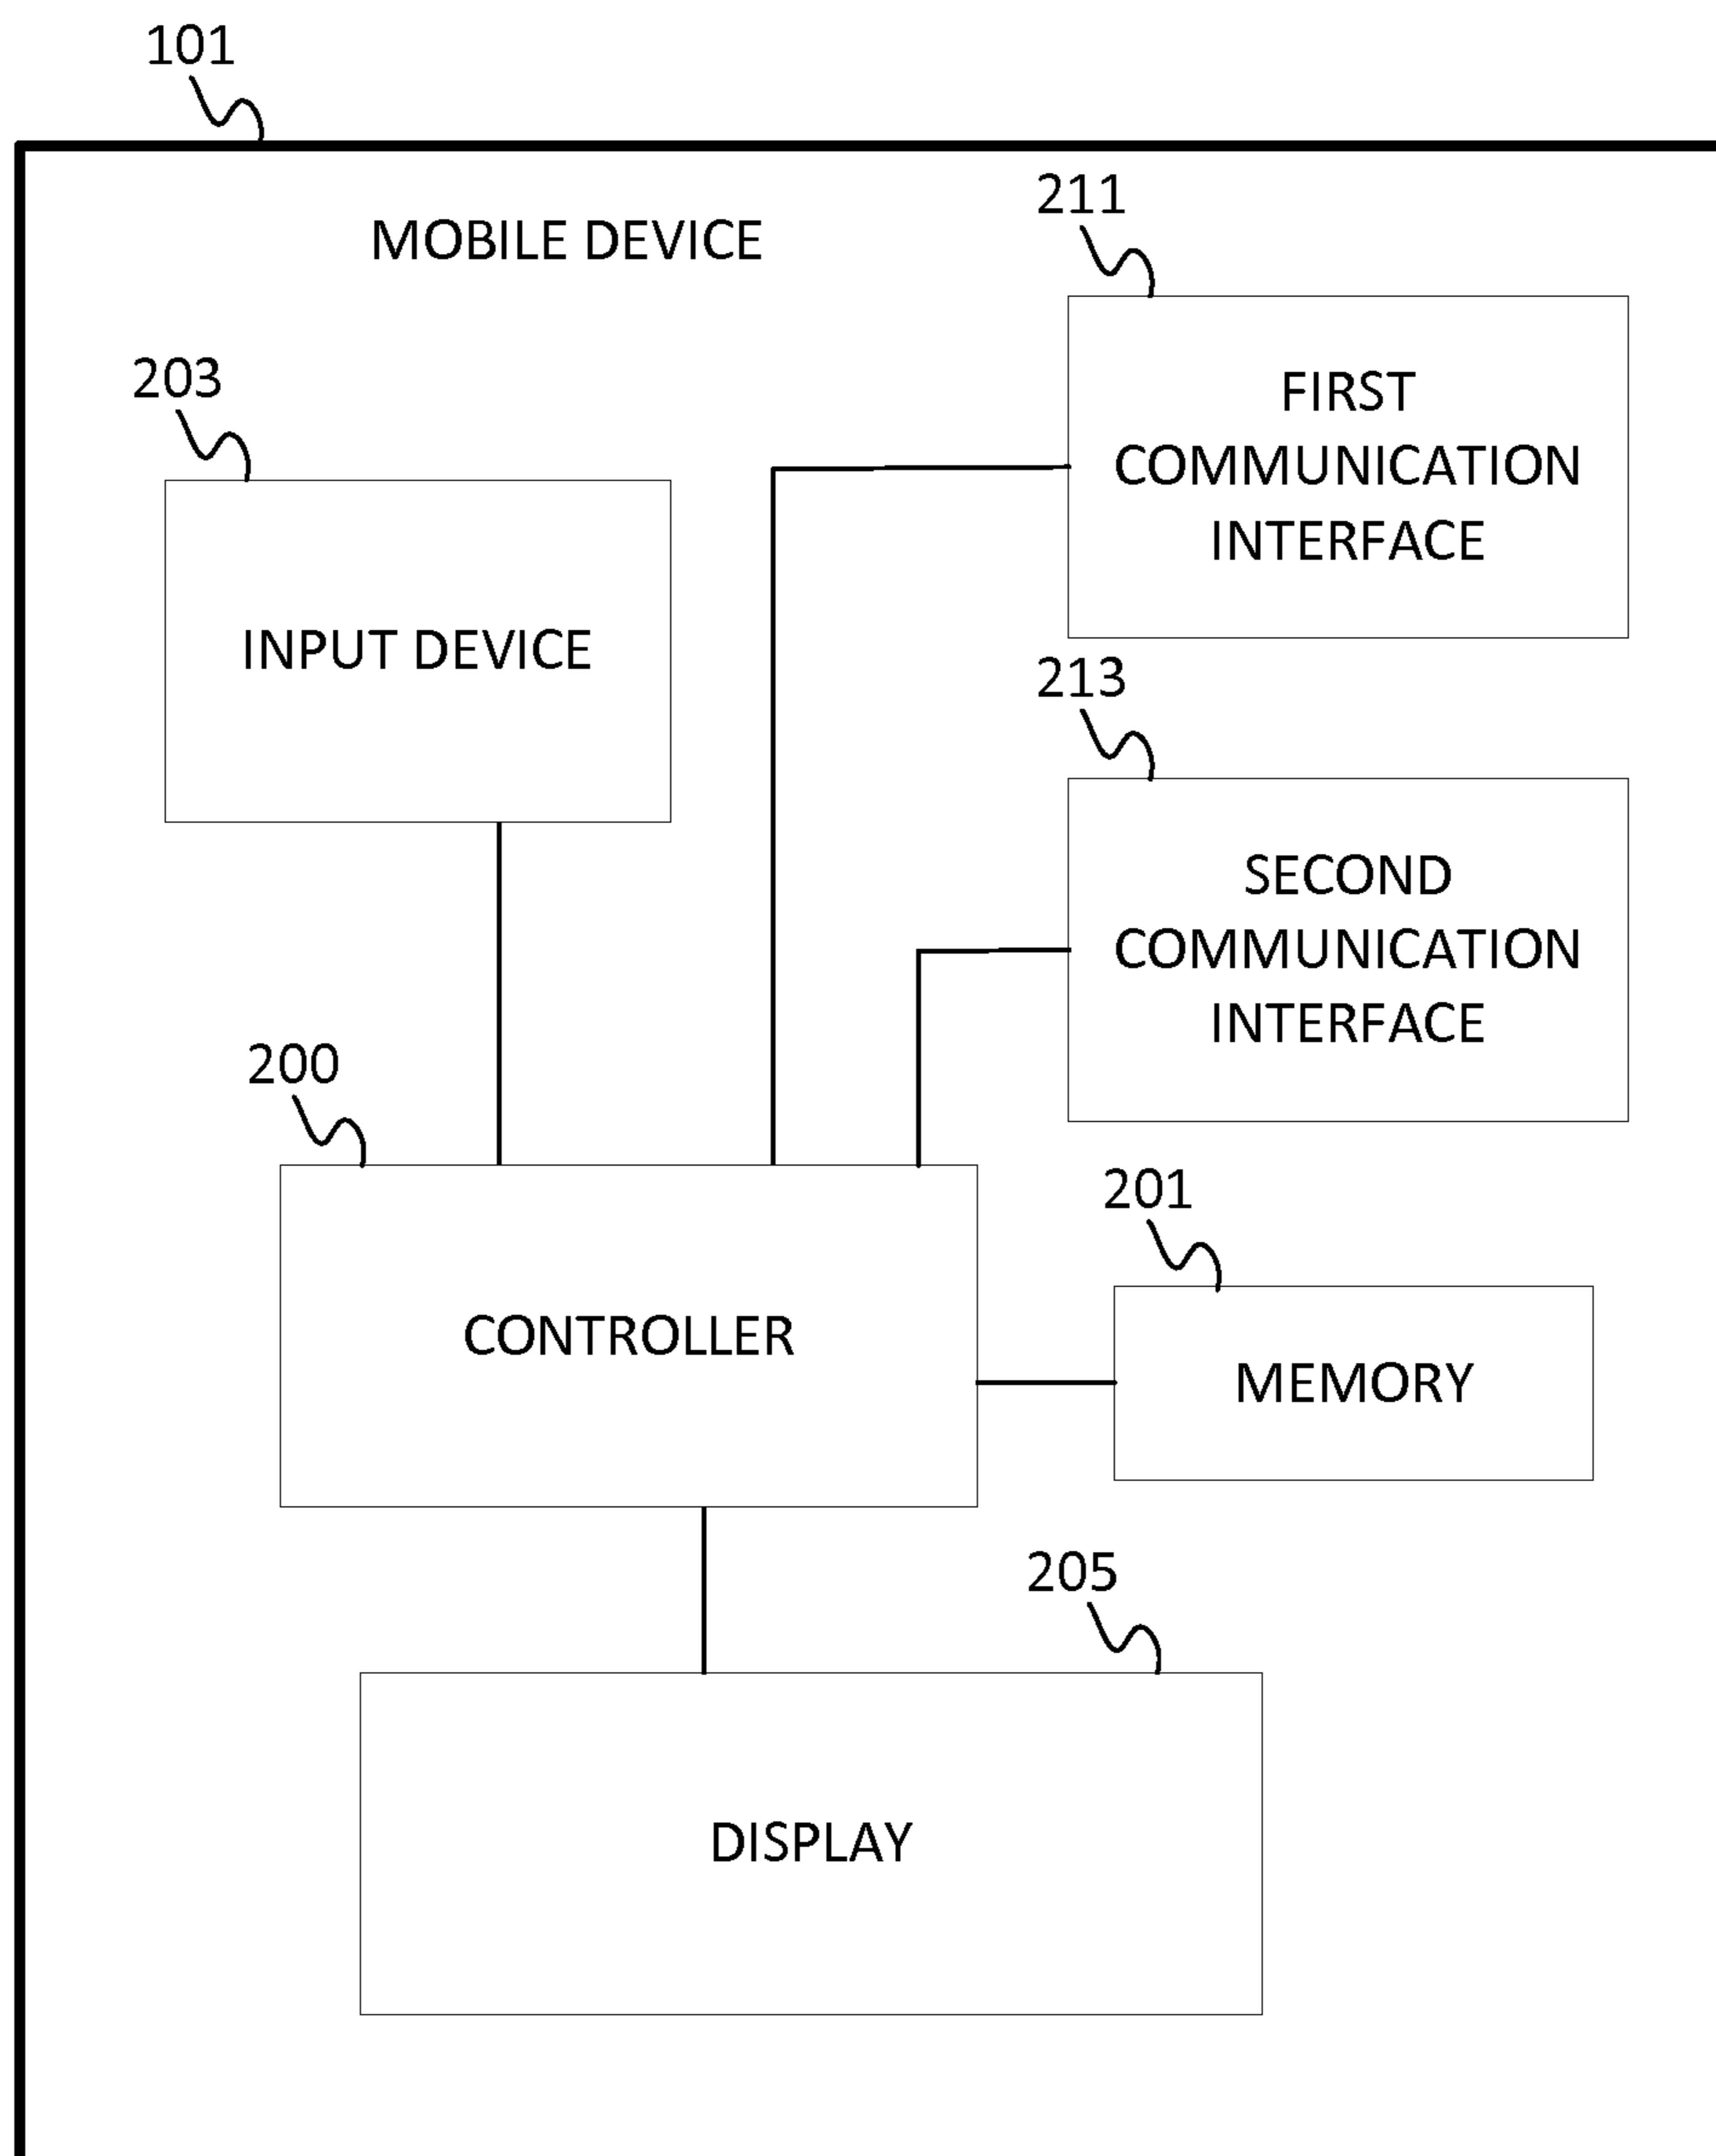 101
MOBILE DEVICE
211
FIRST
COMMUNICATION
INTERFACE
203
INPUT DEVICE
213
SECOND
COMMUNICATION
INTERFACE
200
CONTROLLER
201
MEMORY
205
DISPLAY